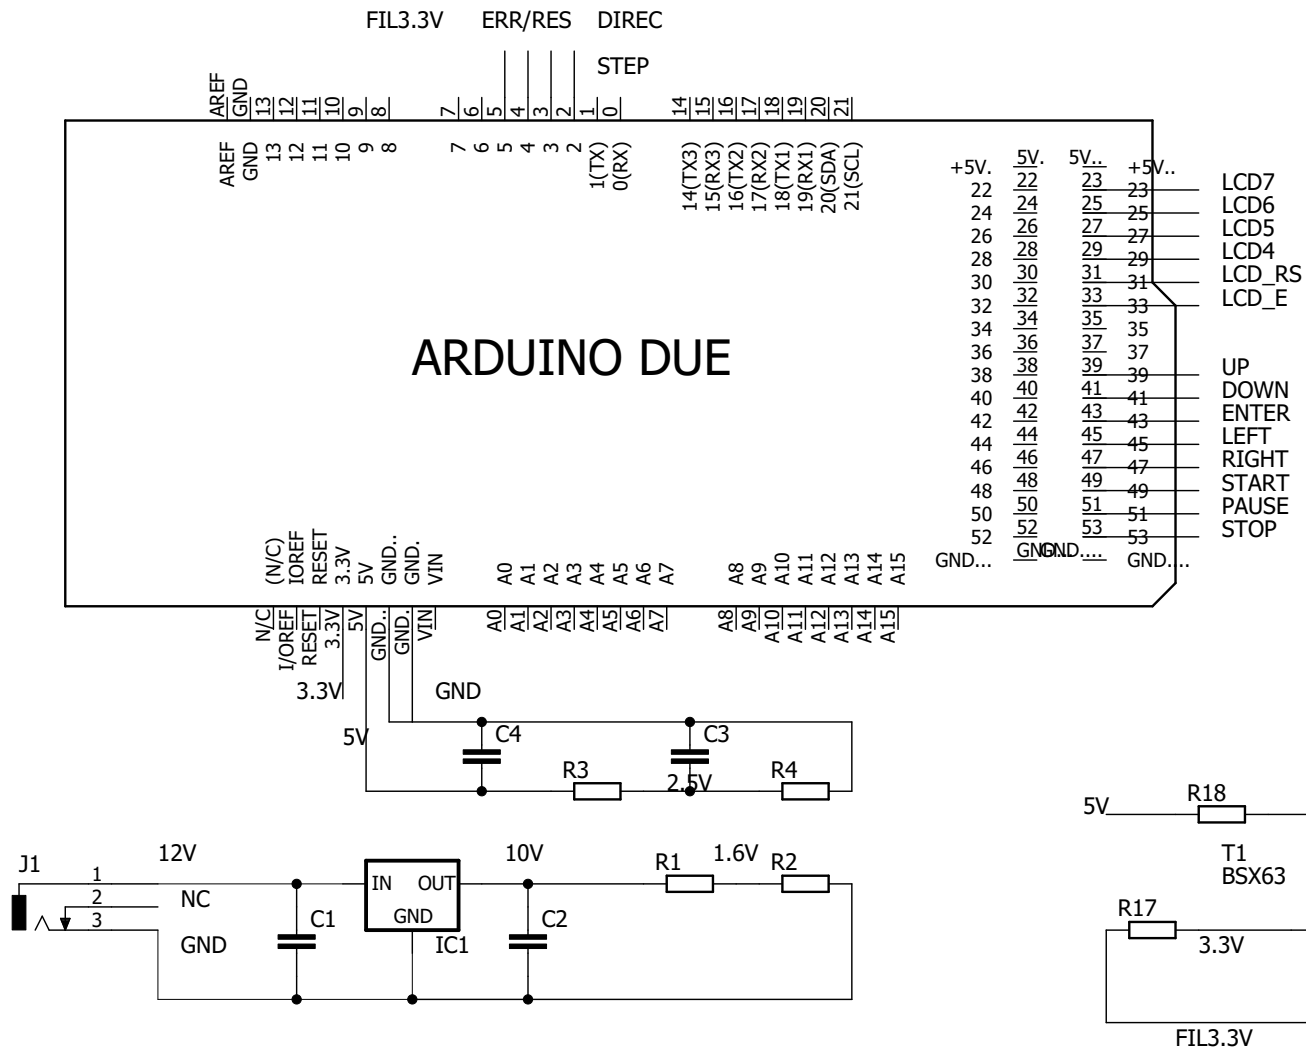 FIL3.3V ERR/RES DIREC
STEP
AREF GND 13 12 11 10 9 8 7 6 5 4 3 2 1 0 14 15 16 17 18 19 20 21
AREF GND 13 12 11 10 9 8 7 6 5 4 3 2 1(TX) 0(RX) 14(TX3) 15(RX3) 16(TX2) 17(RX2) 18(TX1) 19(RX1) 20(SDA) 21(SCL)
+5V. 5V. 5V.. +5V..
22 22 23 23 LCD7
24 24 25 25 LCD6
26 26 27 27 LCD5
28 28 29 29 LCD4
30 30 31 31 LCD_RS
32 32 33 33 LCD_E
34 34 35 35
ARDUINO DUE
36 36 37 37
38 38 39 39 UP
40 40 41 41 DOWN
42 42 43 43 ENTER
44 44 45 45 LEFT
46 46 47 47 RIGHT
48 48 49 49 START
50 50 51 51 PAUSE
52 52 53 53 STOP
GND... GND... GND.... GND....
(N/C) IOREF RESET 3.3V 5V GND.. GND. VIN A0 A1 A2 A3 A4 A5 A6 A7 A8 A9 A10 A11 A12 A13 A14 A15
N/C I/OREF RESET 3.3V 5V GND.. GND. VIN A0 A1 A2 A3 A4 A5 A6 A7 A8 A9 A10 A11 A12 A13 A14 A15
3.3V GND
5V C4 C3
R3 2.5V R4
5V R18
J1 12V 10V R1 1.6V R2 T1
BSX63
1 IN OUT
2 NC
3 GND C1 GND IC1 C2
R17
3.3V
FIL3.3V